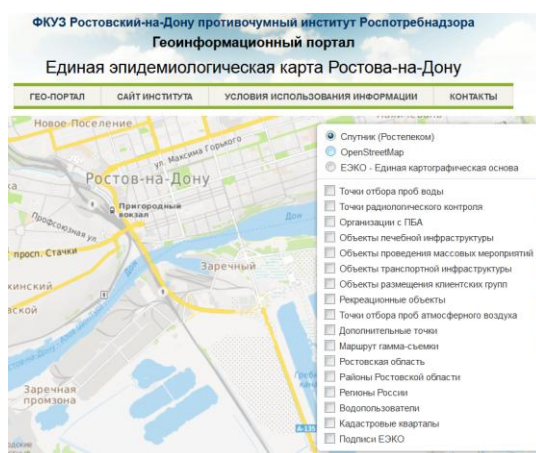 ФКУЗ Ростовский-на-Дону противочумный институт Роспотребнадзора
Геоинформационный портал
Единая эпидемиологическая карта Ростова-на-Дону
ГЕО-ПОРТАЛ САЙТ ИНСТИТУТА УСЛОВИЯ ИСПОЛЬЗОВАНИЯ ИНФОРМАЦИИ КОНТАКТЫ
Новое Поселение
ул. Максима Горького
Ростов-на-Дону
Пригородный
вокзал
Дон
Профсоюзная ул.
просп. Стачки
Заречный
Дон
Заречная
промзона
А-135
Спутник (Ростелеком)
OpenStreetMap
ЕЭКО - Единая картографическая основа
Точки отбора проб воды
Точки радиологического контроля
Организации с ПБА
Объекты лечебной инфраструктуры
Объекты проведения массовых мероприятий
Объекты транспортной инфраструктуры
Объекты размещения клиентских групп
Рекреационные объекты
Точки отбора проб атмосферного воздуха
Дополнительные точки
Маршрут гамма-съемки
Ростовская область
Районы Ростовской области
Регионы России
Водопользователи
Кадастровые кварталы
Подписи ЕЭКО